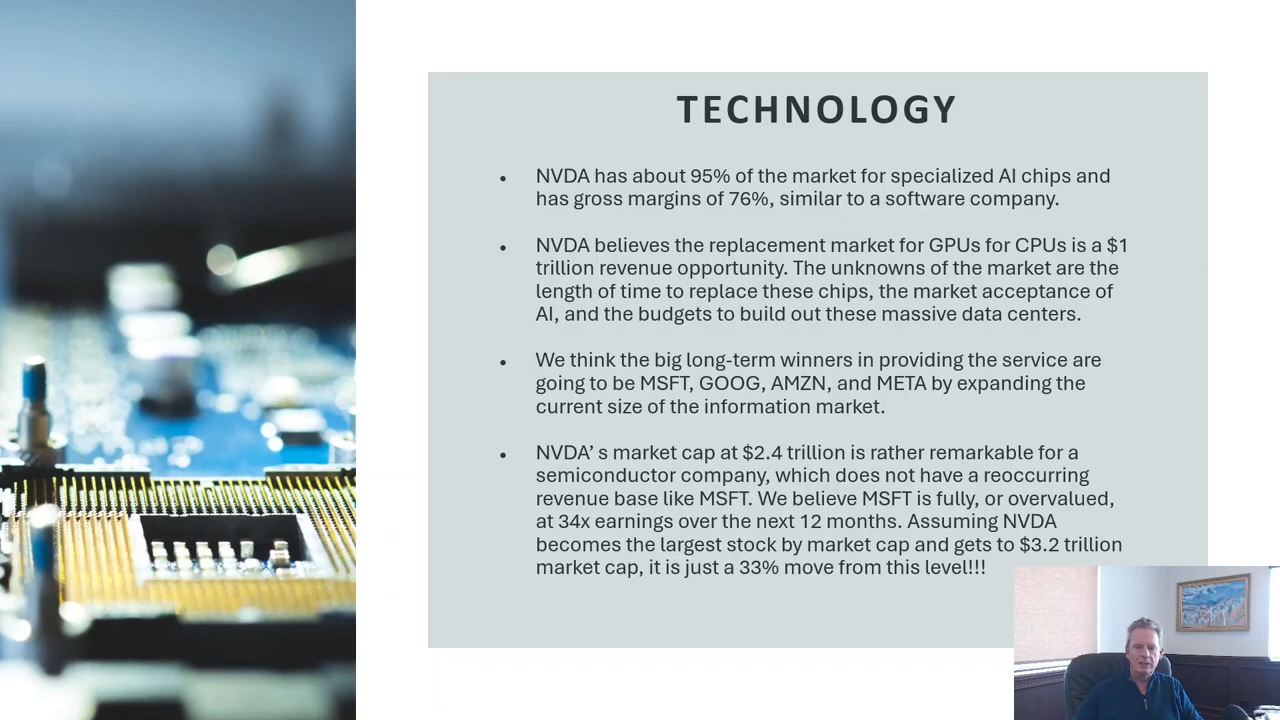 TECHNOLOGY
• NVDA has about 95% of the market for specialized AI chips and
has gross margins of 76%, similar to a software company.
• NVDA believes the replacement market for GPUs for CPUs is a $1
trillion revenue opportunity. The unknowns of the market are the
length of time to replace these chips, the market acceptance of
AI, and the budgets to build out these massive data centers.
• We think the big long-term winners in providing the service are
going to be MSFT, GOOG, AMZN, and META by expanding the
current size of the information market.
• NVDA’ s market cap at $2.4 trillion is rather remarkable for a
semiconductor company, which does not have a reoccurring
revenue base like MSFT. We believe MSFT is fully, or overvalued,
at 34x earnings over the next 12 months. Assuming NVDA
becomes the largest stock by market cap and gets to $3.2 trillion
market cap, it is just a 33% move from this level!!!